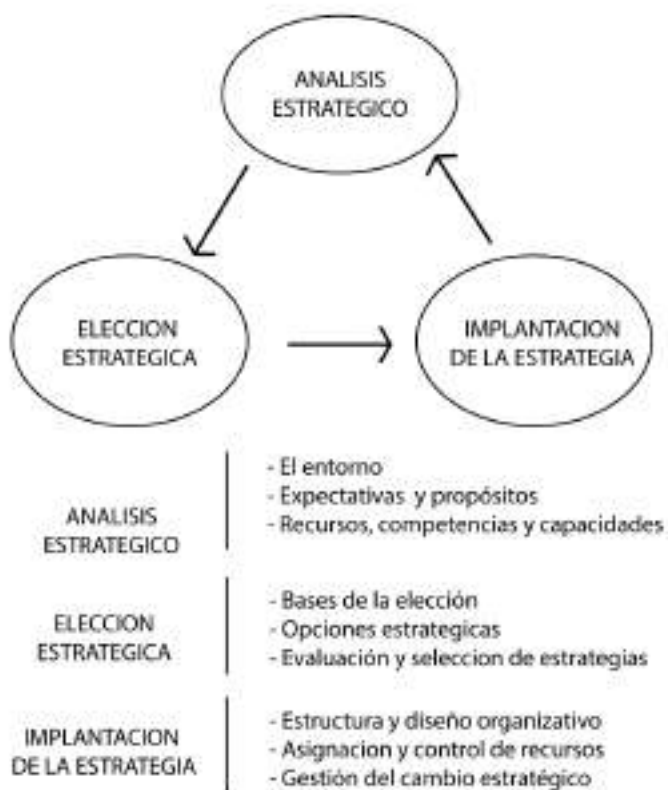 ANALISIS
ESTRATEGICO
ELECCION
ESTRATEGICA
IMPLANTACION
DE LA ESTRATEGIA
ANALISIS
ESTRATEGICO
- El entorno
- Expectativas y propósitos
- Recursos, competencias y capacidades
ELECCION
ESTRATEGICA
- Bases de la elección
- Opciones estrategicas
- Evaluación y seleccion de estrategias
IMPLANTACION
DE LA ESTRATEGIA
- Estructura y diseño organizativo
- Asignacion y control de recursos
- Gestión del cambio estratégico